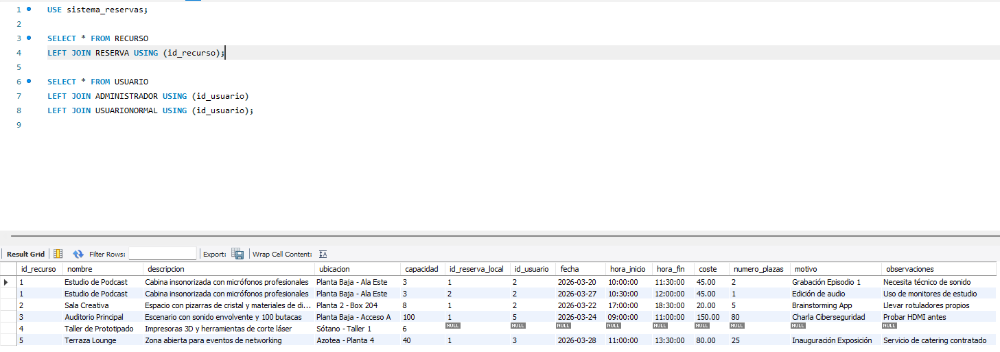 1 USE sistema_reservas;
2
3 SELECT * FROM RECURSO
4 LEFT JOIN RESERVA USING (id_recurso);
5
6 SELECT * FROM USUARIO
7 LEFT JOIN ADMINISTRADOR USING (id_usuario)
8 LEFT JOIN USUARIONORMAL USING (id_usuario);
9
Result Grid Filter Rows: Export: Wrap Cell Content:
id_recurso nombre descripcion ubicacion capacidad id_reserva_local id_usuario fecha hora_inicio hora_fin coste numero_plazas motivo observaciones
1 Estudio de Podcast Cabina insonorizada con micrófonos profesionales Planta Baja - Ala Este 3 1 2 2026-03-20 10:00:00 11:30:00 45.00 2 Grabación Episodio 1 Necesita técnico de sonido
1 Estudio de Podcast Cabina insonorizada con micrófonos profesionales Planta Baja - Ala Este 3 2 2 2026-03-27 10:30:00 12:00:00 45.00 1 Edición de audio Uso de monitores de estudio
2 Sala Creativa Espacio con pizarras de cristal y materiales de di... Planta 2 - Box 204 8 1 2 2026-03-22 17:00:00 18:30:00 20.00 5 Brainstorming App Llevar rotuladores propios
3 Auditorio Principal Escenario con sonido envolvente y 100 butacas Planta Baja - Acceso A 100 1 5 2026-03-24 09:00:00 11:00:00 150.00 80 Charla Ciberseguridad Probar HDMI antes
4 Taller de Prototipado Impresoras 3D y herramientas de corte láser Sótano - Taller 1 6 NULL NULL NULL NULL NULL NULL NULL NULL NULL
5 Terraza Lounge Zona abierta para eventos de networking Azotea - Planta 4 40 1 3 2026-03-28 11:00:00 13:30:00 80.00 25 Inauguración Exposición Servicio de catering contratado